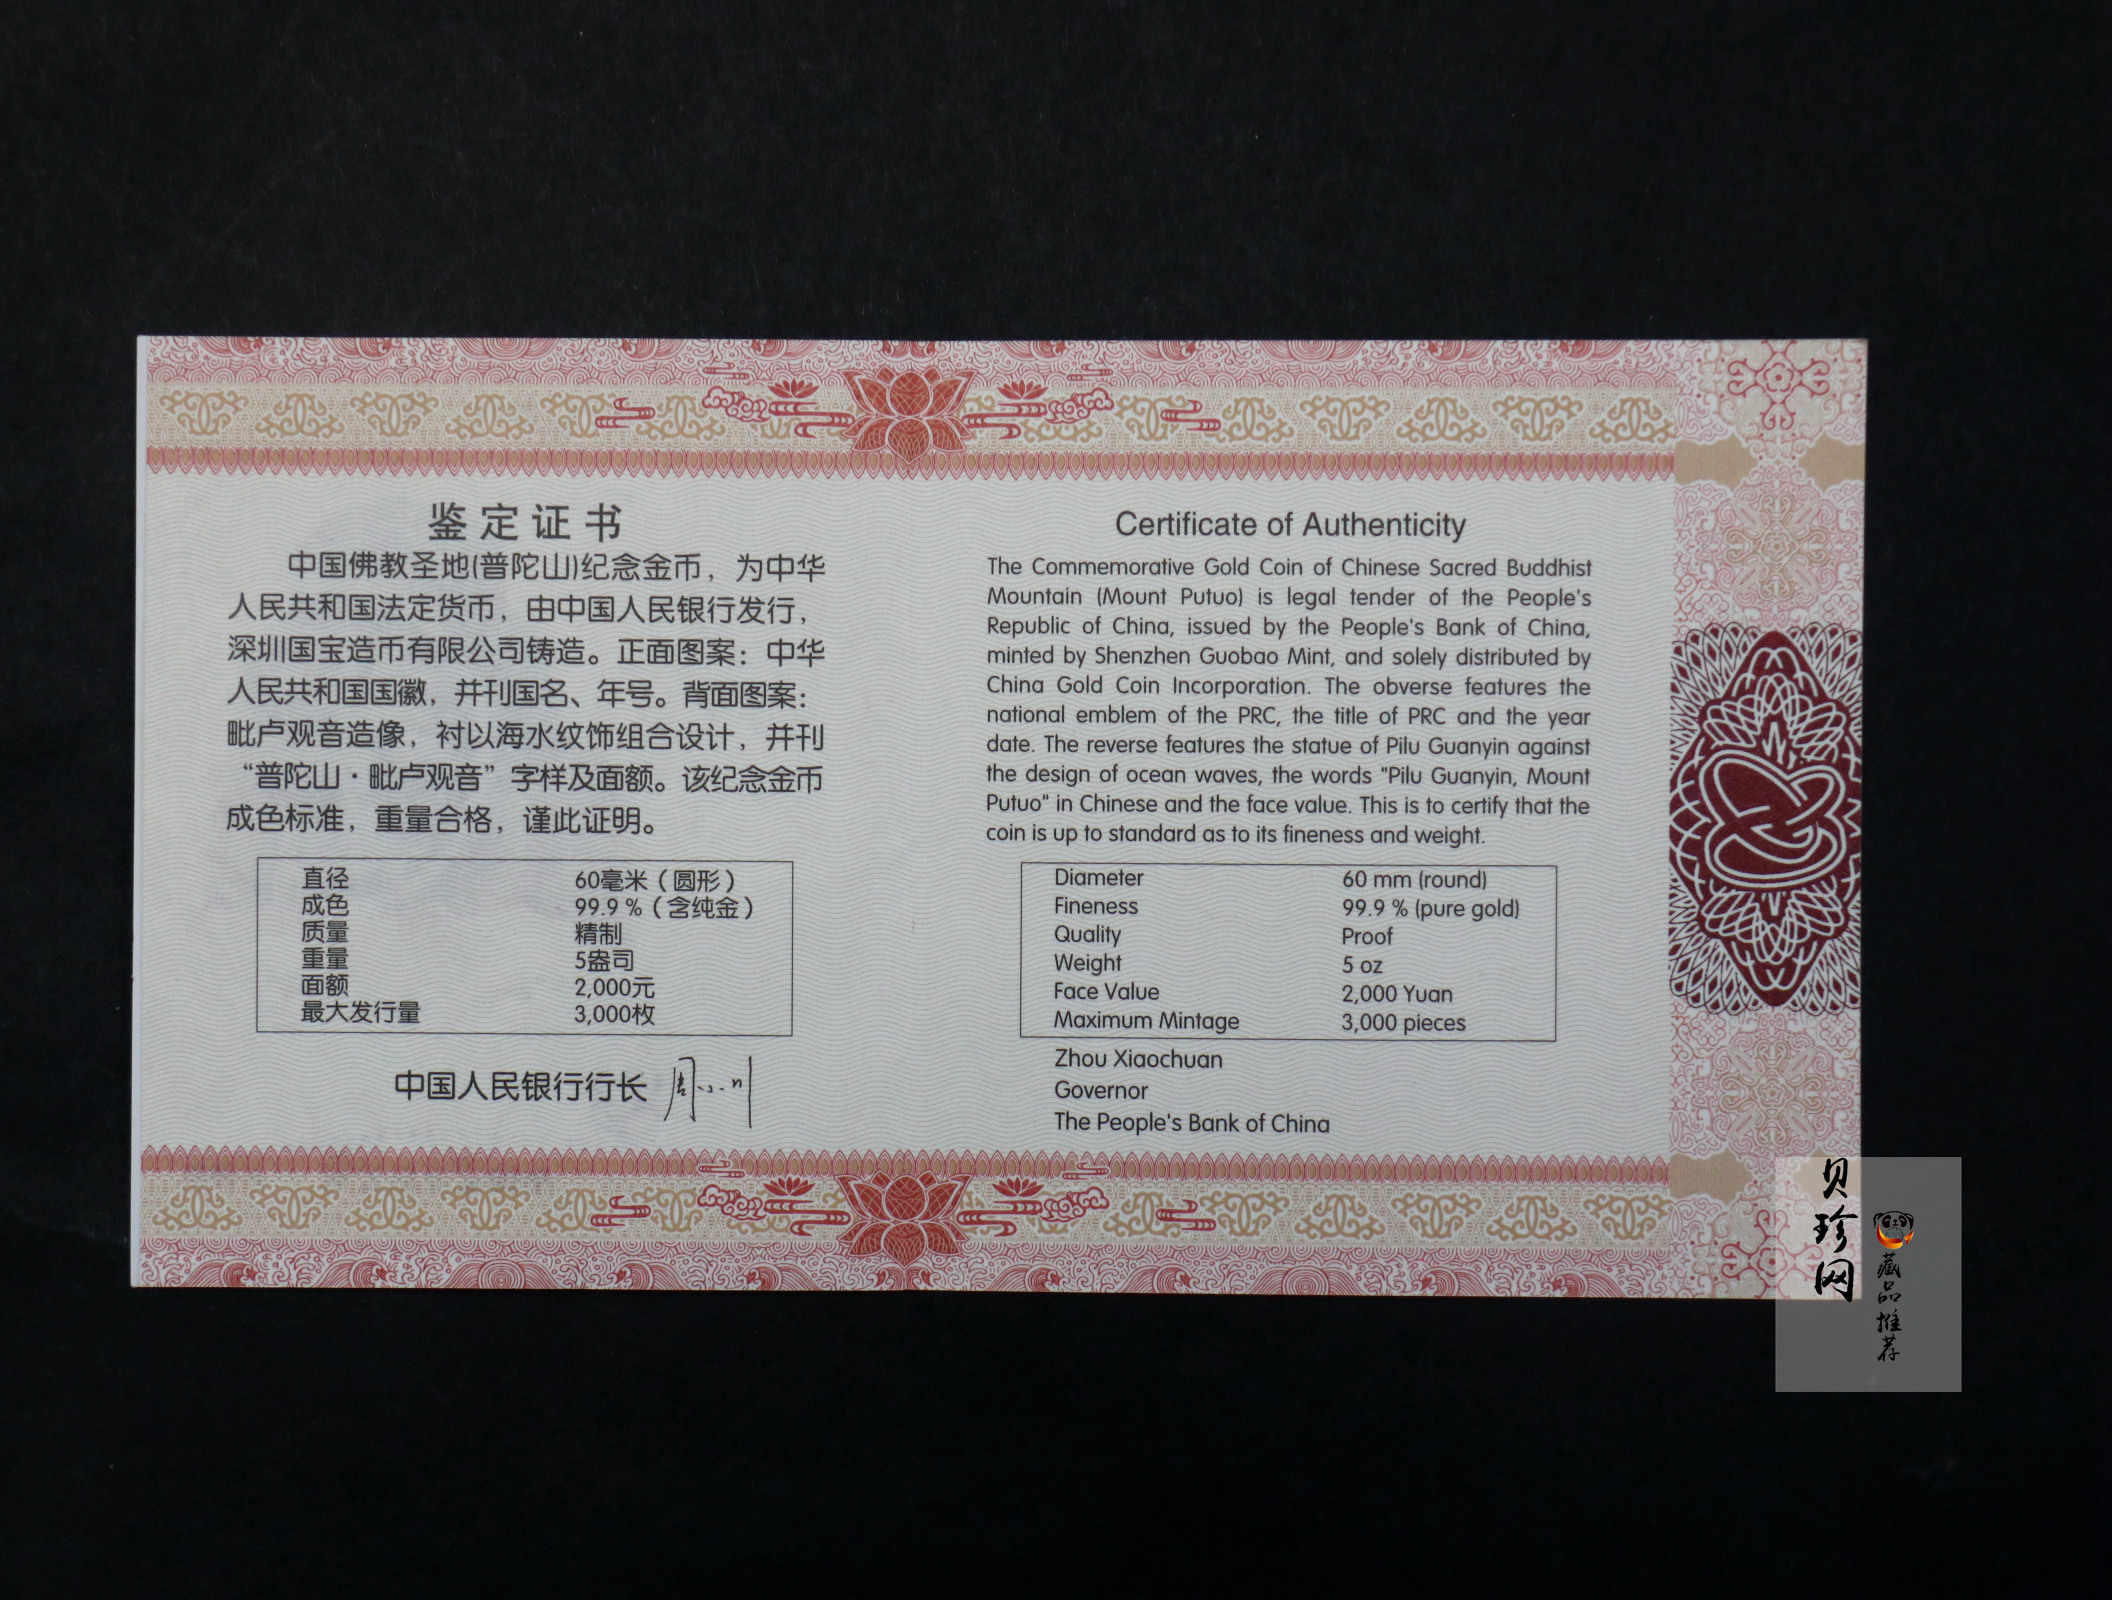 鉴定证书
中国佛教圣地(普陀山)纪念金币，为中华
人民共和国法定货币，由中国人民银行发行，
深圳国宝造币有限公司铸造。正面图案：中华
人民共和国国徽，并刊国名、年号。背面图案：
毗卢观音造像，衬以海水纹饰组合设计，并刊
“普陀山·毗卢观音”字样及面额。该纪念金币
成色标准，重量合格，谨此证明。
直径 60毫米（圆形）
成色 99.9 %（含纯金）
质量 精制
重量 5盎司
面额 2,000元
最大发行量 3,000枚
中国人民银行行长 周小川
Certificate of Authenticity
The Commemorative Gold Coin of Chinese Sacred Buddhist
Mountain (Mount Putuo) is legal tender of the People's
Republic of China, issued by the People's Bank of China,
minted by Shenzhen Guobao Mint, and solely distributed by
China Gold Coin Incorporation. The obverse features the
national emblem of the PRC, the title of PRC and the year
date. The reverse features the statue of Pilu Guanyin against
the design of ocean waves, the words "Pilu Guanyin, Mount
Putuo" in Chinese and the face value. This is to certify that the
coin is up to standard as to its fineness and weight.
Diameter 60 mm (round)
Fineness 99.9 % (pure gold)
Quality Proof
Weight 5 oz
Face Value 2,000 Yuan
Maximum Mintage 3,000 pieces
Zhou Xiaochuan
Governor
The People's Bank of China
贝珍网
藏品推荐